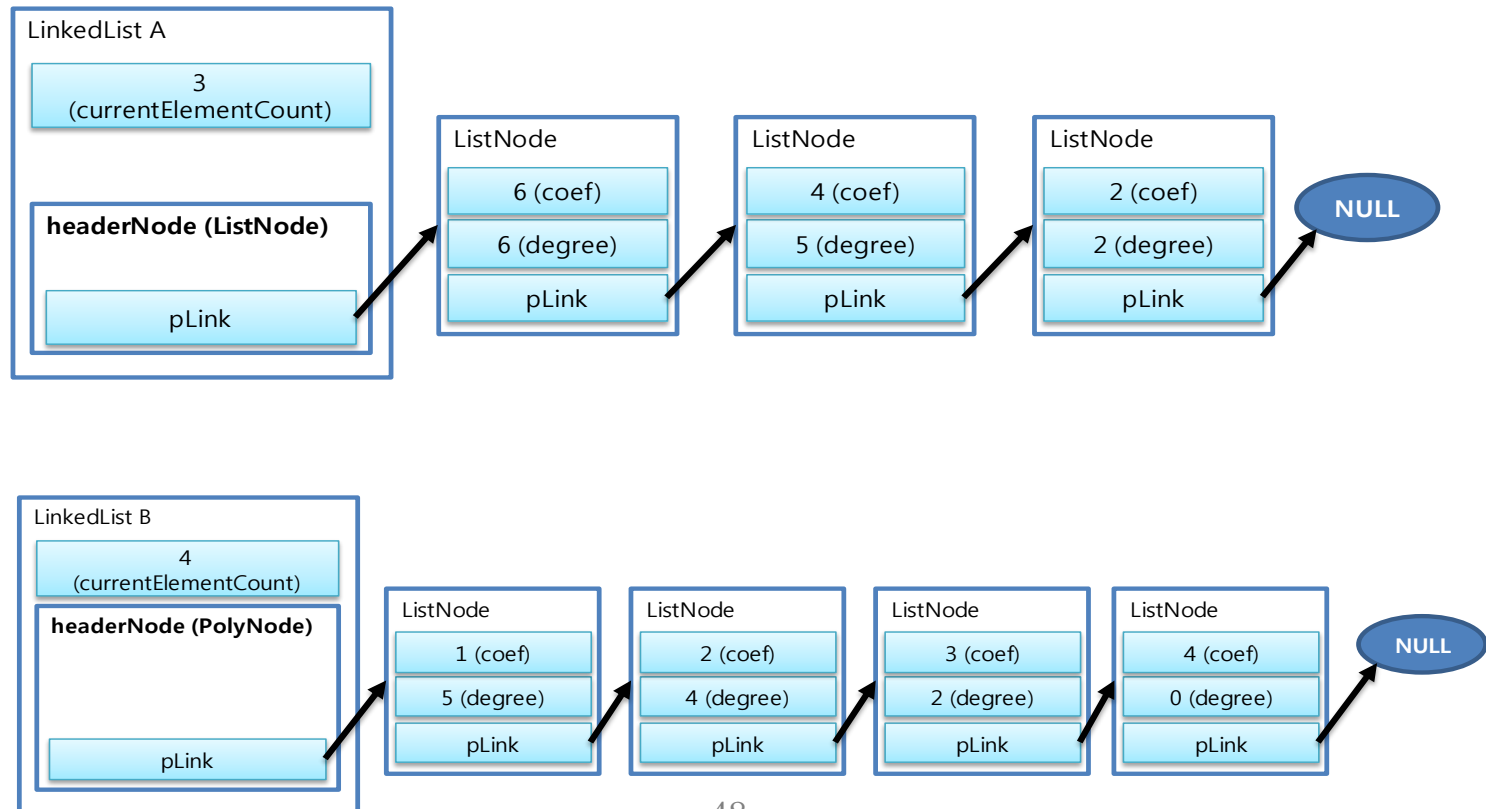 LinkedList A
3
(currentElementCount)
headerNode (ListNode)
pLink
ListNode
6 (coef)
6 (degree)
pLink
ListNode
4 (coef)
5 (degree)
pLink
ListNode
2 (coef)
2 (degree)
pLink
NULL
LinkedList B
4
(currentElementCount)
headerNode (PolyNode)
pLink
ListNode
1 (coef)
5 (degree)
pLink
ListNode
2 (coef)
4 (degree)
pLink
ListNode
3 (coef)
2 (degree)
pLink
ListNode
4 (coef)
0 (degree)
pLink
NULL